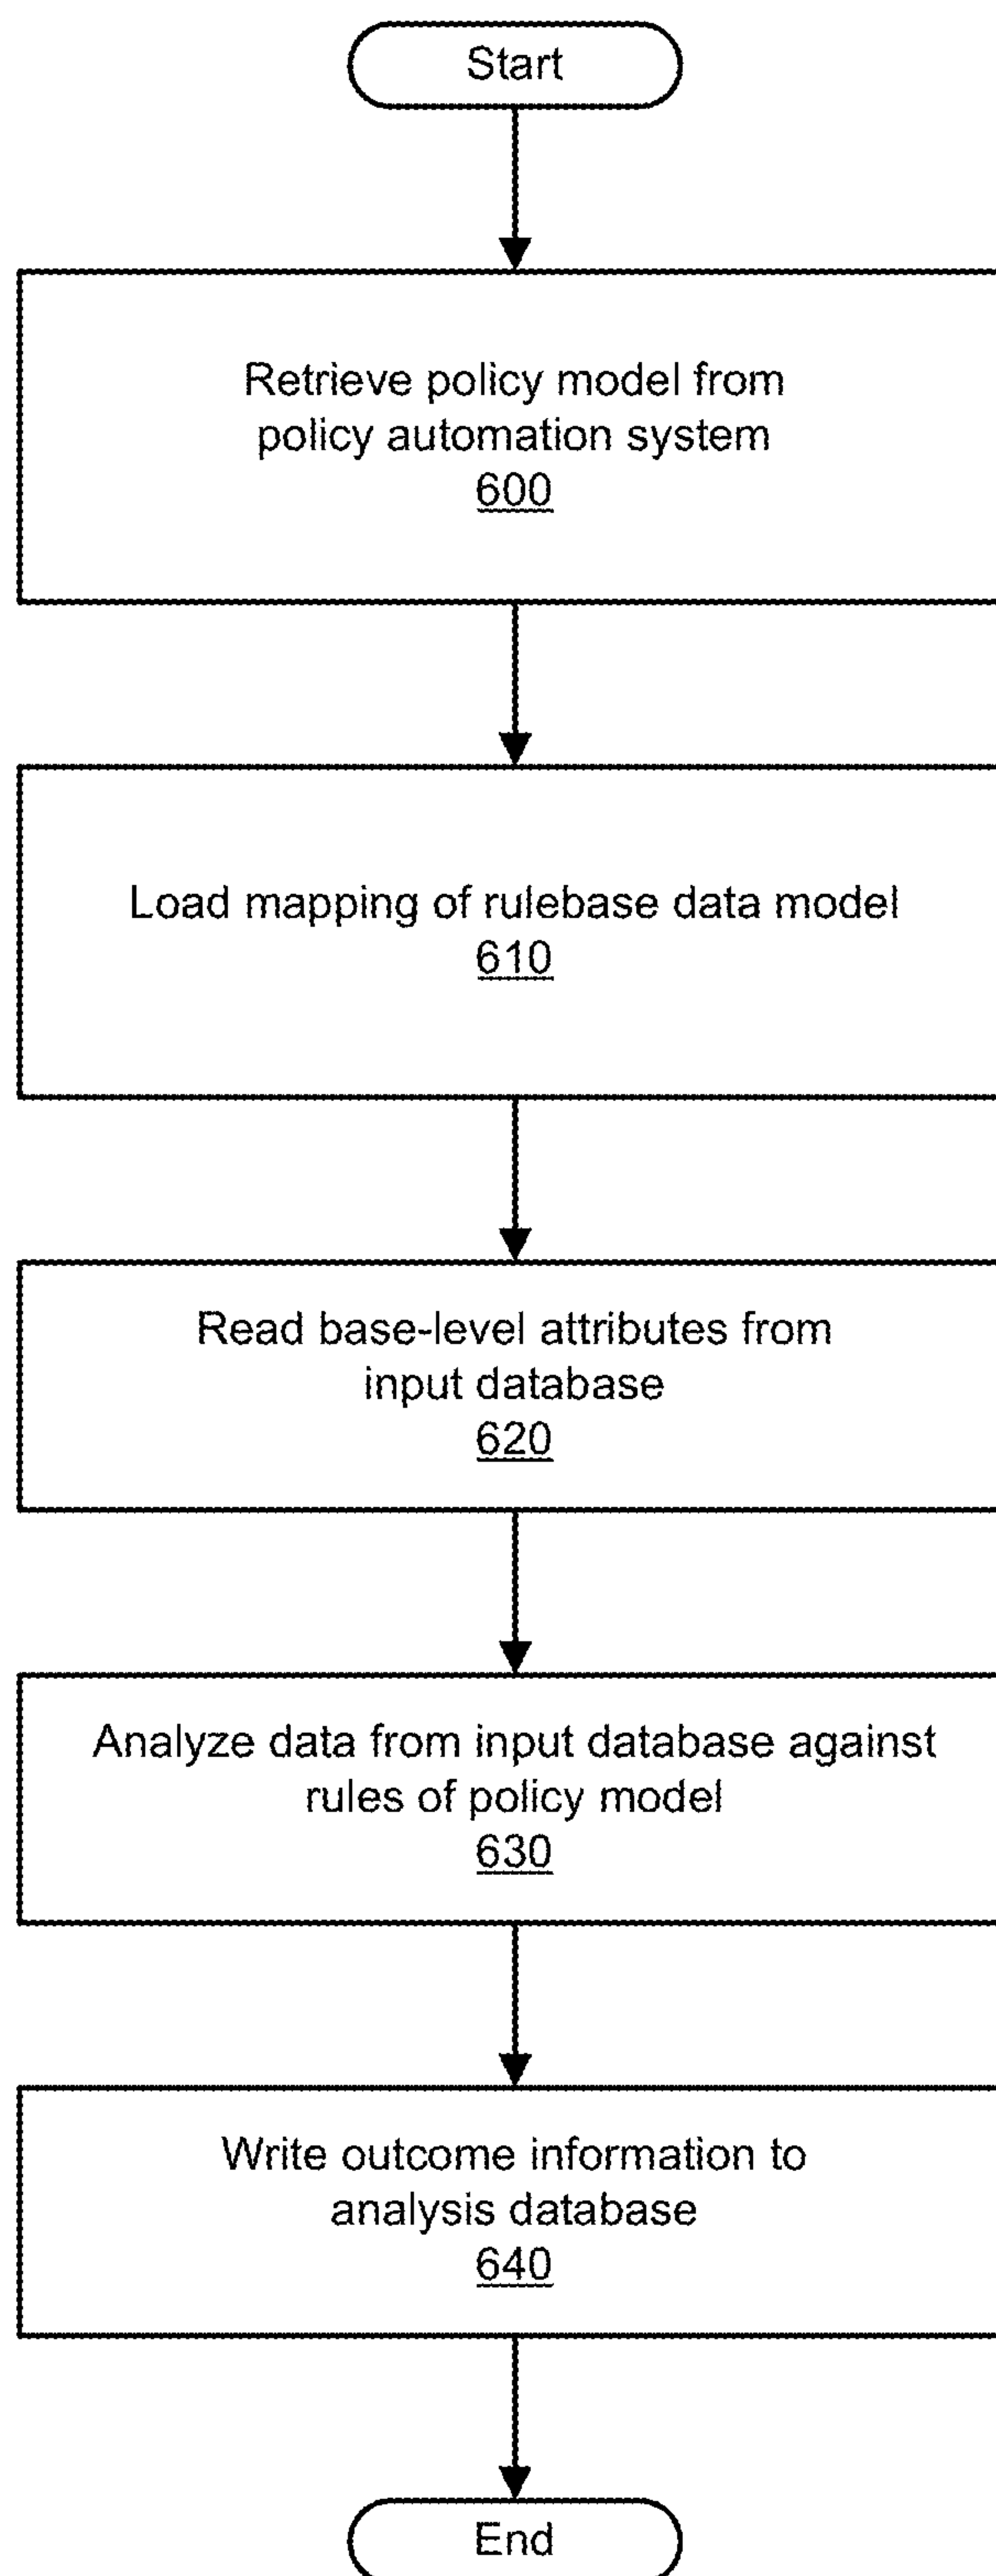 Start
Retrieve policy model from
policy automation system
600
Load mapping of rulebase data model
610
Read base-level attributes from
input database
620
Analyze data from input database against
rules of policy model
630
Write outcome information to
analysis database
640
End